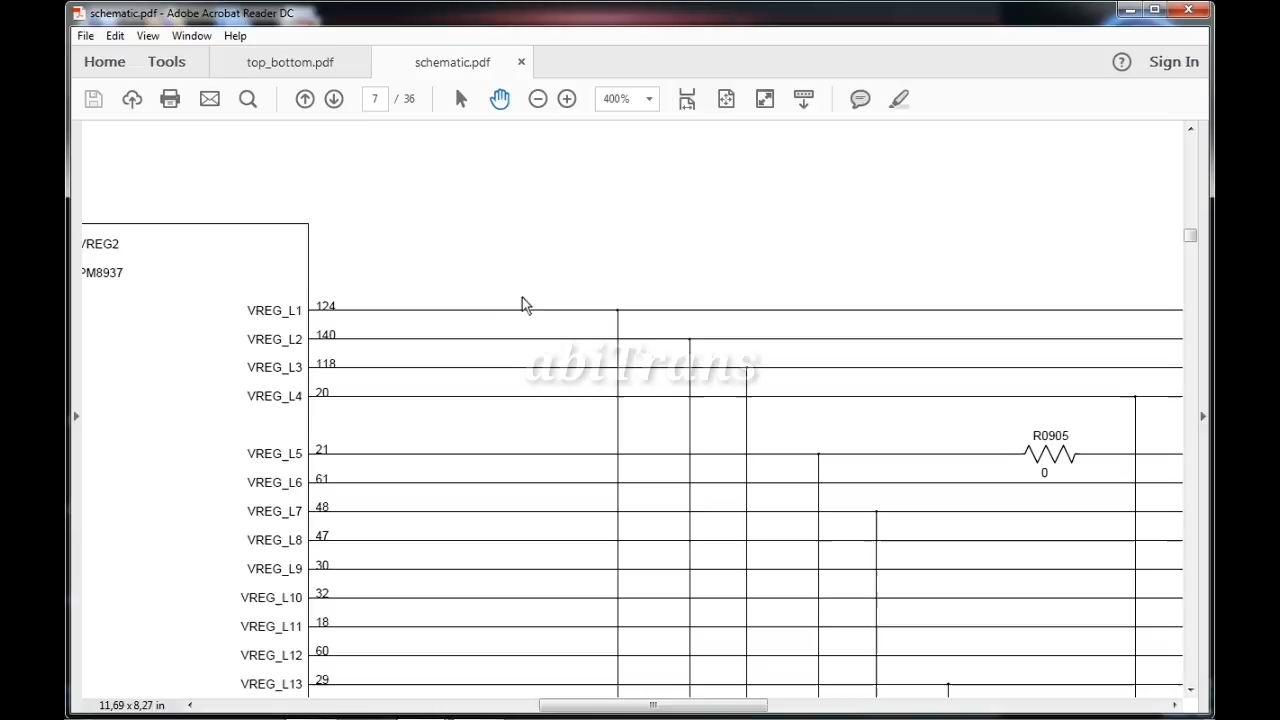 schematic.pdf - Adobe Acrobat Reader DC
File Edit View Window Help
Home Tools top_bottom.pdf schematic.pdf × ? Sign In
7 / 36 400%
VREG2
PM8937
VREG_L1 124
VREG_L2 140
abiTrans
VREG_L3 118
VREG_L4 20
R0905
VREG_L5 21
0
VREG_L6 61
VREG_L7 48
VREG_L8 47
VREG_L9 30
VREG_L10 32
VREG_L11 18
VREG_L12 60
VREG_L13 29
11,69 x 8,27 in